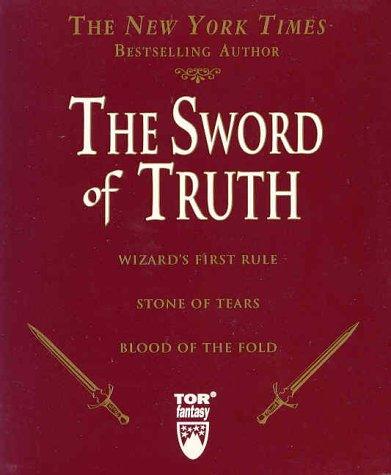 THE NEW YORK TIMES
BESTSELLING AUTHOR
THE SWORD
of TRUTH
WIZARD'S FIRST RULE
STONE OF TEARS
BLOOD OF THE FOLD
TOR®
fantasy